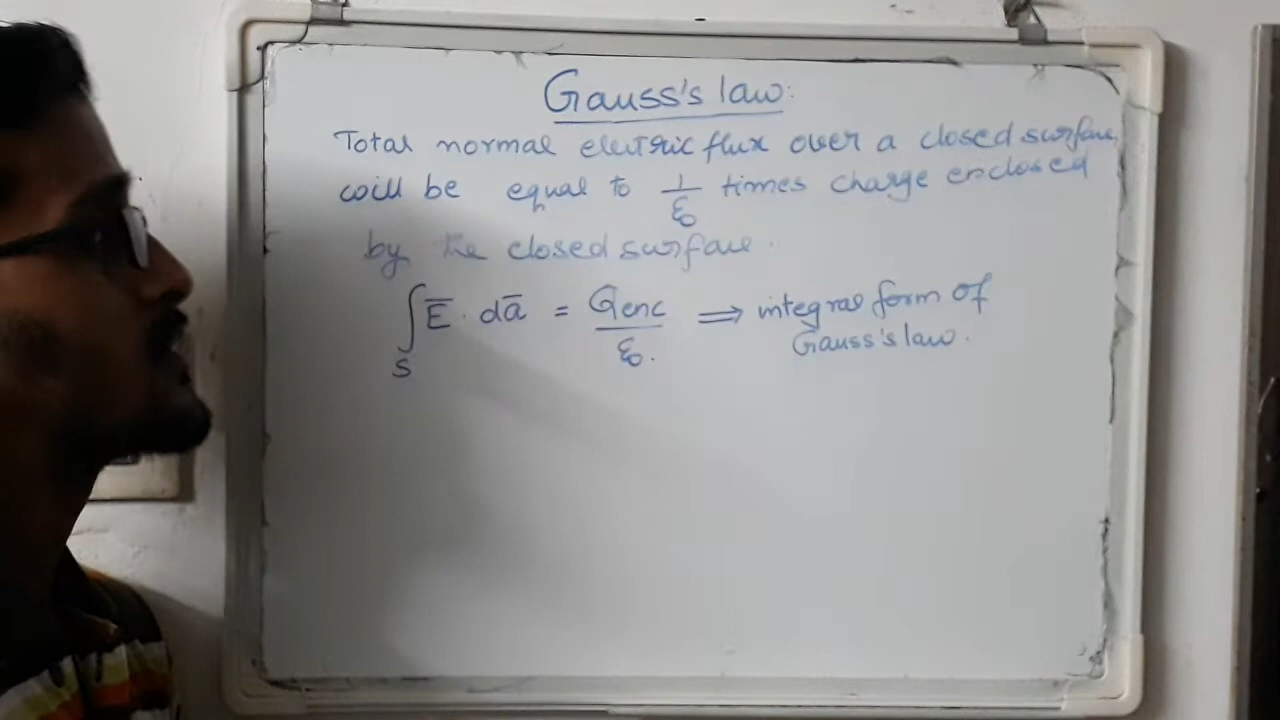 Gauss's law:
Total normal electric flux over a closed surface
will be equal to 1/ε₀ times charge enclosed
by the closed surface.
∫_S E̅ · da̅ = Qenc/ε₀. ⟹ integral form of
Gauss's law.